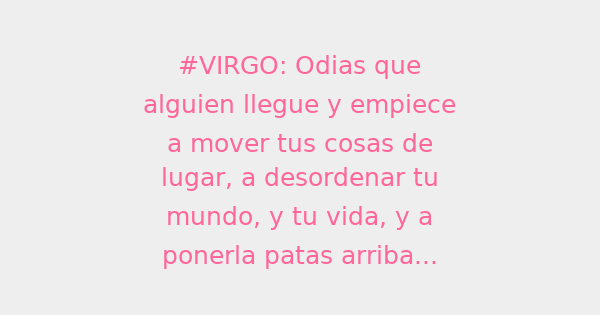 #VIRGO: Odias que
alguien llegue y empiece
a mover tus cosas de
lugar, a desordenar tu
mundo, y tu vida, y a
ponerla patas arriba...